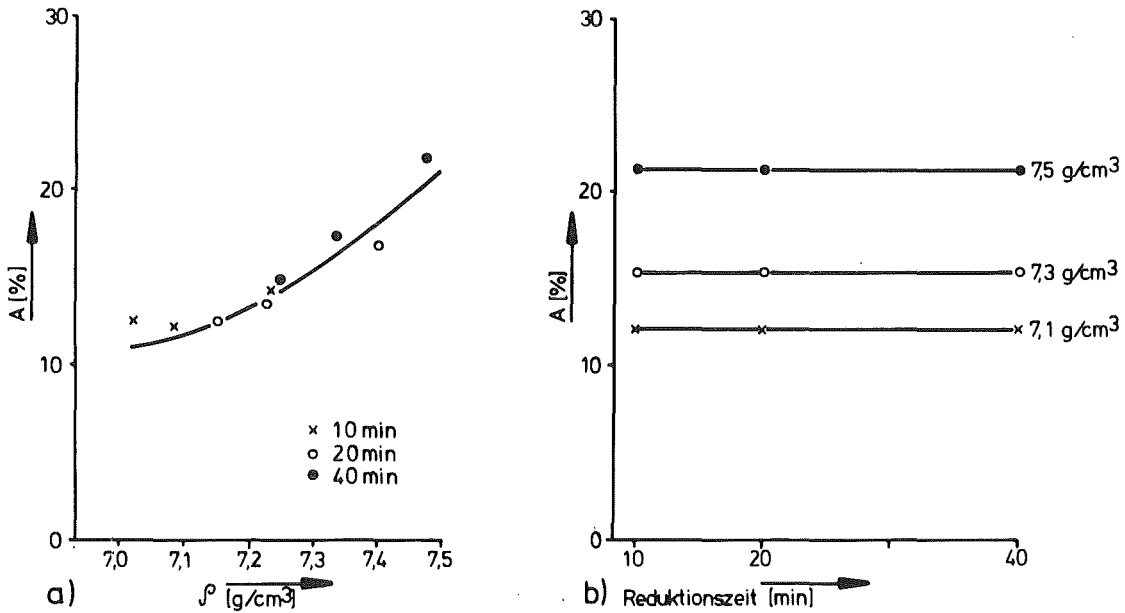 30
20
10
0
A [%]
× 10 min
o 20 min
● 40 min
7,0 7,1 7,2 7,3 7,4 7,5
a) ρ [g/cm³]
30
20
10
0
A [%]
7,5 g/cm³
7,3 g/cm³
7,1 g/cm³
10 20 40
b) Reduktionszeit [min]